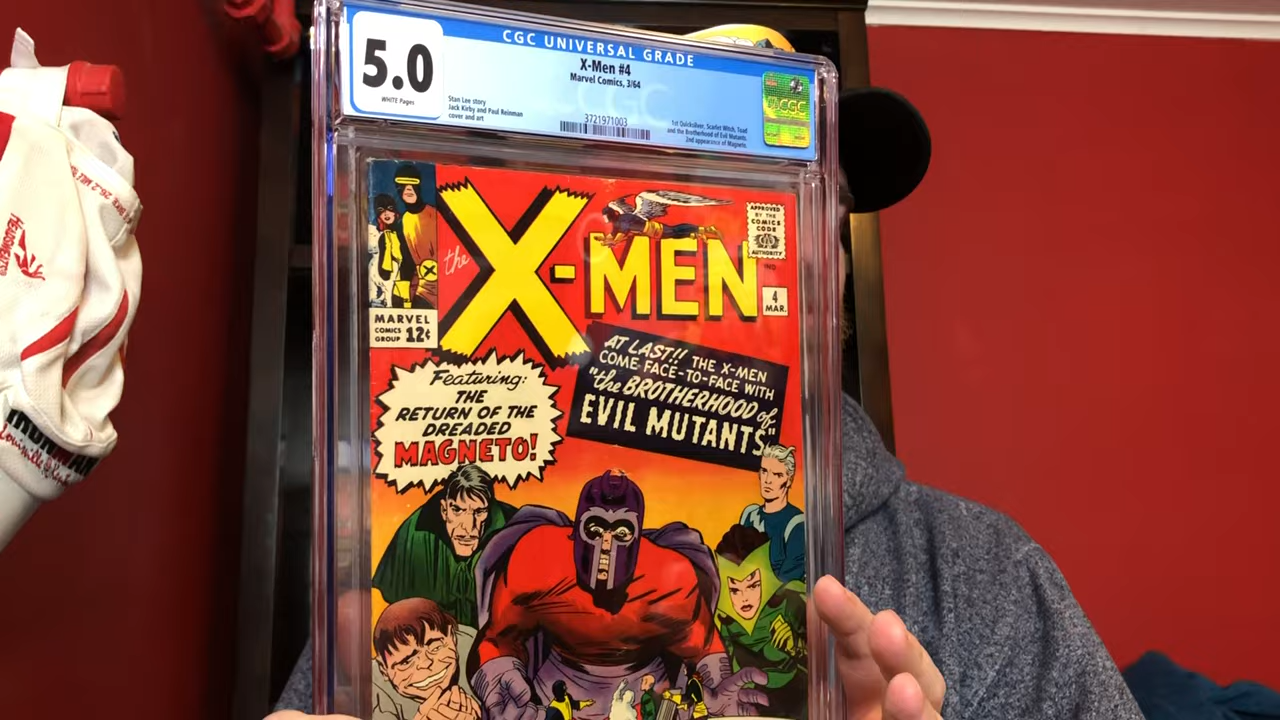 CGC UNIVERSAL GRADE
5.0
WHITE Pages
X-Men #4
Marvel Comics, 3/64
Stan Lee story
Jack Kirby and Paul Reinman
cover and art
3721971003
1st Quicksilver, Scarlet Witch, Toad
and the Brotherhood of Evil Mutants.
2nd appearance of Magneto.
CGC
the X-MEN
APPROVED
BY THE
COMICS
CODE
AUTHORITY
IND.
4
MAR.
MARVEL
COMICS
GROUP 12¢
AT LAST!! THE X-MEN
COME FACE-TO-FACE WITH
"the BROTHERHOOD of
EVIL MUTANTS"
Featuring:
THE
RETURN OF THE
DREADED
MAGNETO!